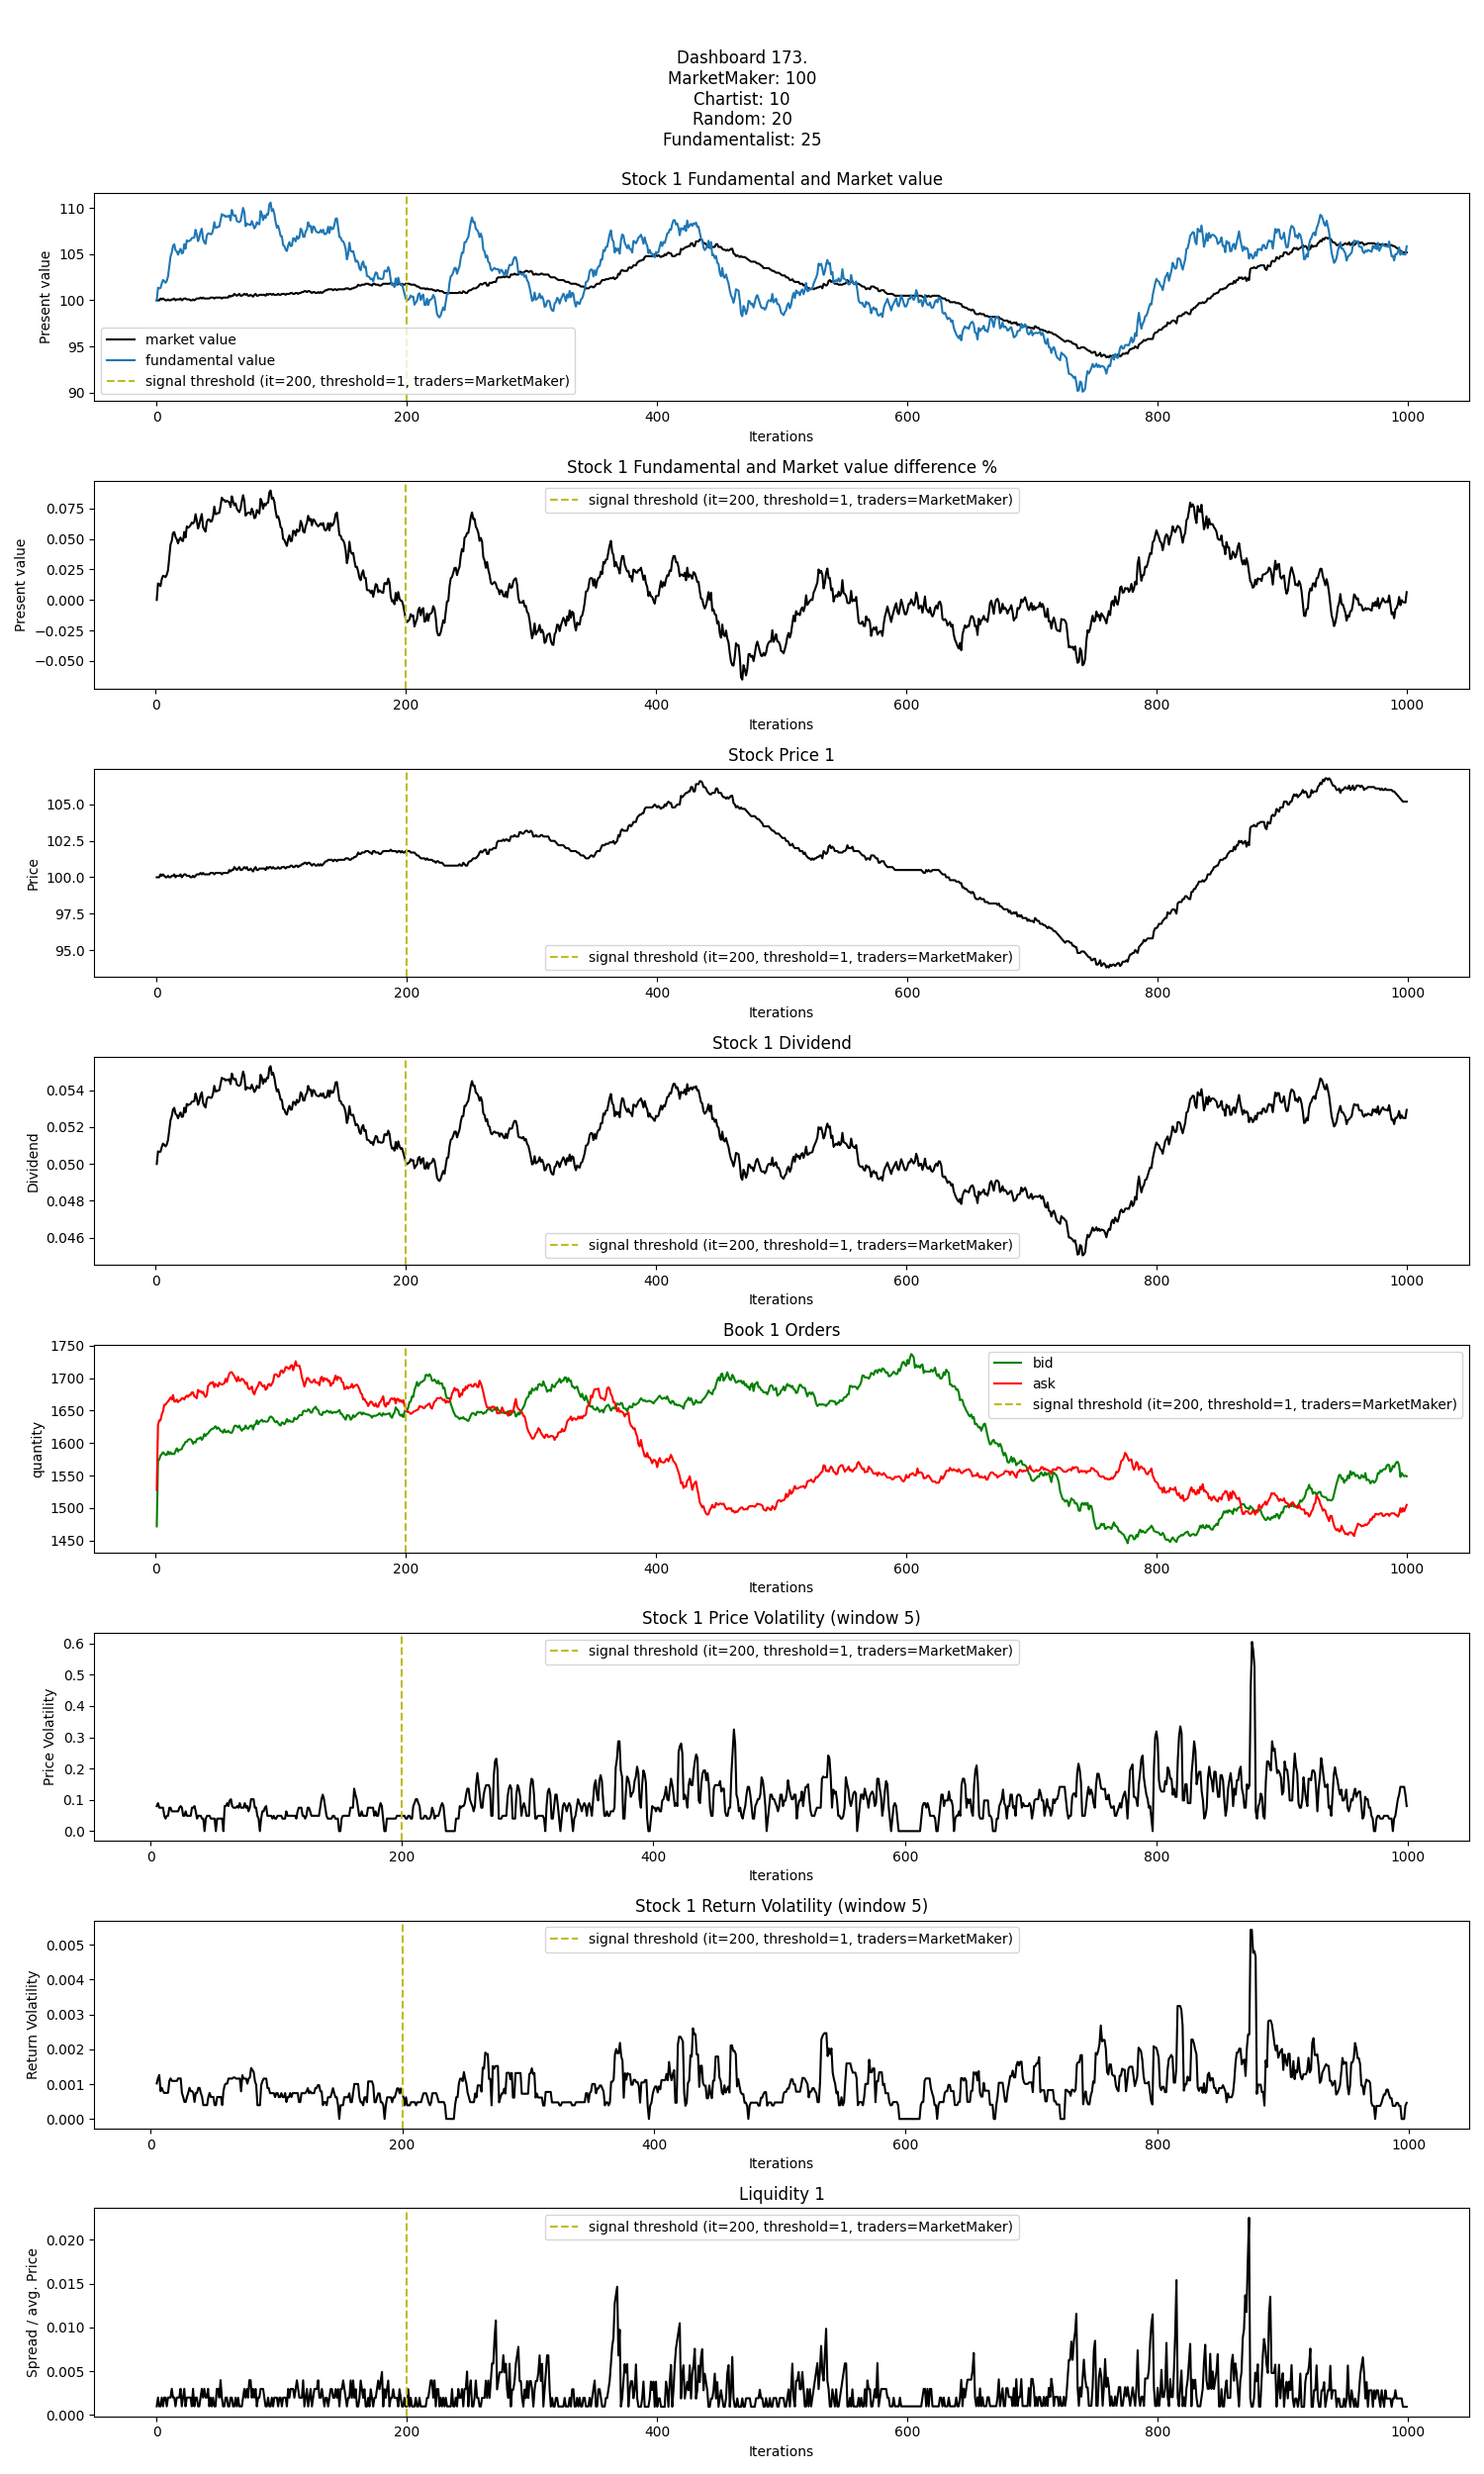 Dashboard 173.
MarketMaker: 100
Chartist: 10
Random: 20
Fundamentalist: 25
Stock 1 Fundamental and Market value
Present value
110
105
100
95
90
market value
fundamental value
signal threshold (it=200, threshold=1, traders=MarketMaker)
0 200 400 600 800 1000
Iterations
Stock 1 Fundamental and Market value difference %
Present value
0.075
0.050
0.025
0.000
−0.025
−0.050
signal threshold (it=200, threshold=1, traders=MarketMaker)
0 200 400 600 800 1000
Iterations
Stock Price 1
Price
105.0
102.5
100.0
97.5
95.0
signal threshold (it=200, threshold=1, traders=MarketMaker)
0 200 400 600 800 1000
Iterations
Stock 1 Dividend
Dividend
0.054
0.052
0.050
0.048
0.046
signal threshold (it=200, threshold=1, traders=MarketMaker)
0 200 400 600 800 1000
Iterations
Book 1 Orders
quantity
1750
1700
1650
1600
1550
1500
1450
bid
ask
signal threshold (it=200, threshold=1, traders=MarketMaker)
0 200 400 600 800 1000
Iterations
Stock 1 Price Volatility (window 5)
Price Volatility
0.6
0.5
0.4
0.3
0.2
0.1
0.0
signal threshold (it=200, threshold=1, traders=MarketMaker)
0 200 400 600 800 1000
Iterations
Stock 1 Return Volatility (window 5)
Return Volatility
0.005
0.004
0.003
0.002
0.001
0.000
signal threshold (it=200, threshold=1, traders=MarketMaker)
0 200 400 600 800 1000
Iterations
Liquidity 1
Spread / avg. Price
0.020
0.015
0.010
0.005
0.000
signal threshold (it=200, threshold=1, traders=MarketMaker)
0 200 400 600 800 1000
Iterations